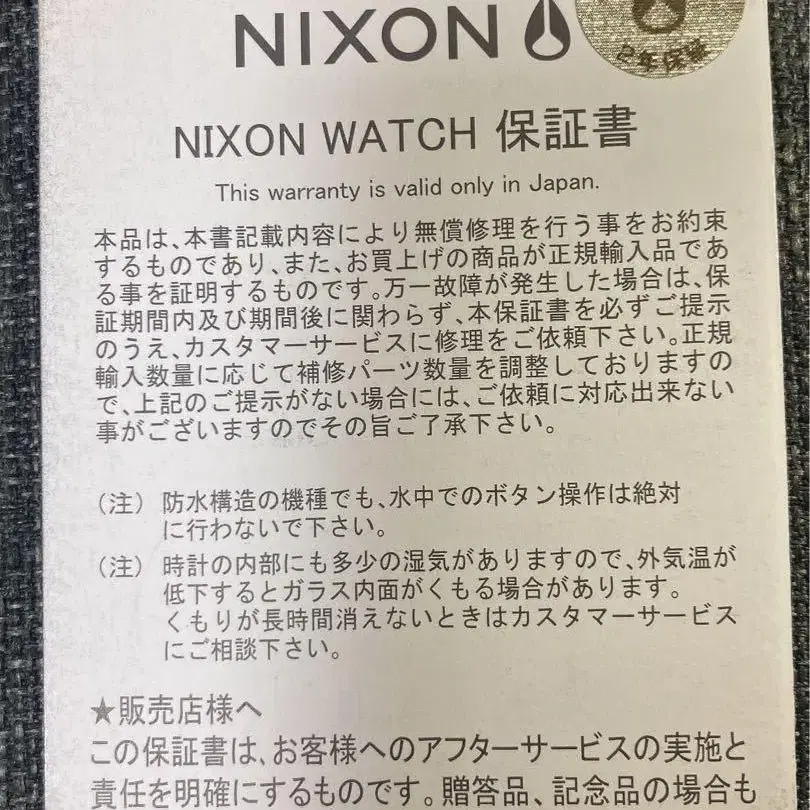 NIXON
2年保証
NIXON WATCH 保証書
This warranty is valid only in Japan.
本品は、本書記載内容により無償修理を行う事をお約束
するものであり、また、お買上げの商品が正規輸入品であ
る事を証明するものです。万一故障が発生した場合は、保
証期間内及び期間後に関わらず、本保証書を必ずご提示
のうえ、カスタマーサービスに修理をご依頼下さい。正規
輸入数量に応じて補修パーツ数量を調整しておりますの
で、上記のご提示がない場合には、ご依頼に対応出来ない
事がございますのでその旨ご了承下さい。
（注） 防水構造の機種でも、水中でのボタン操作は絶対
に行わないで下さい。
（注） 時計の内部にも多少の湿気がありますので、外気温が
低下するとガラス内面がくもる場合があります。
くもりが長時間消えないときはカスタマーサービス
にご相談下さい。
★販売店様へ
この保証書は、お客様へのアフターサービスの実施と
責任を明確にするものです。贈答品、記念品の場合も